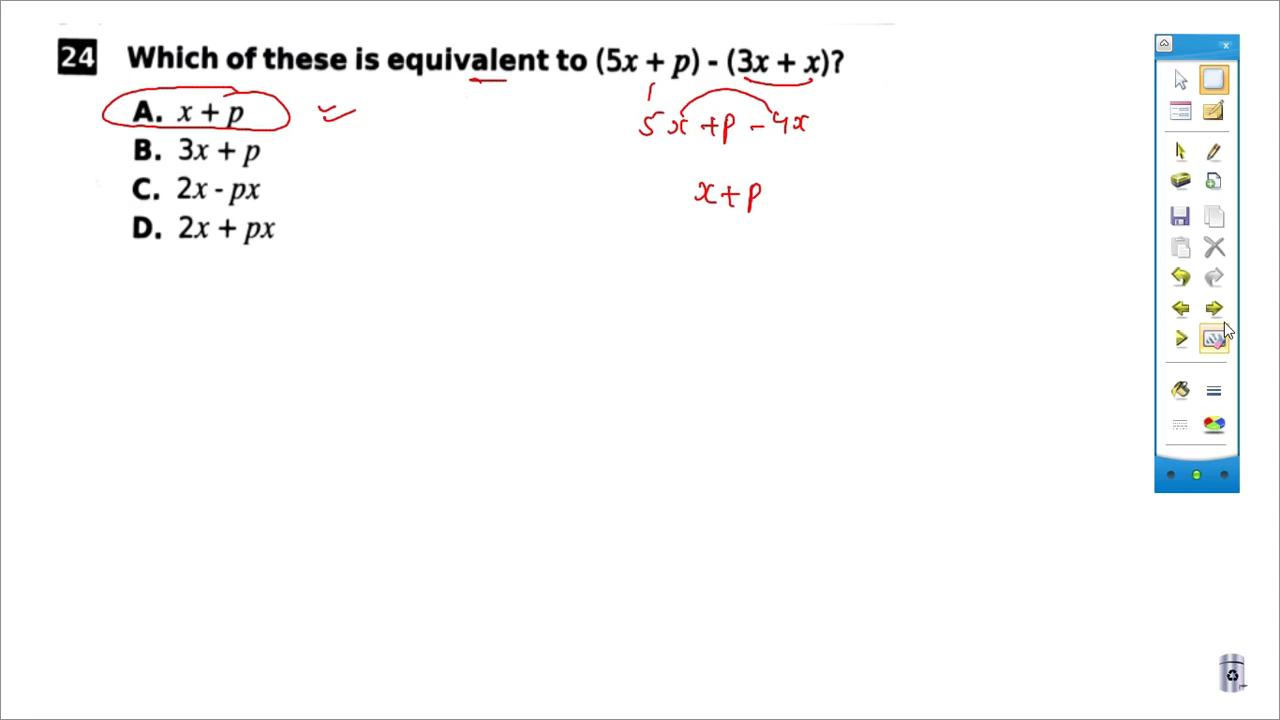 24 Which of these is equivalent to (5x + p) - (3x + x)?
A. x + p
5x + p - 4x
B. 3x + p
C. 2x - px
x + p
D. 2x + px